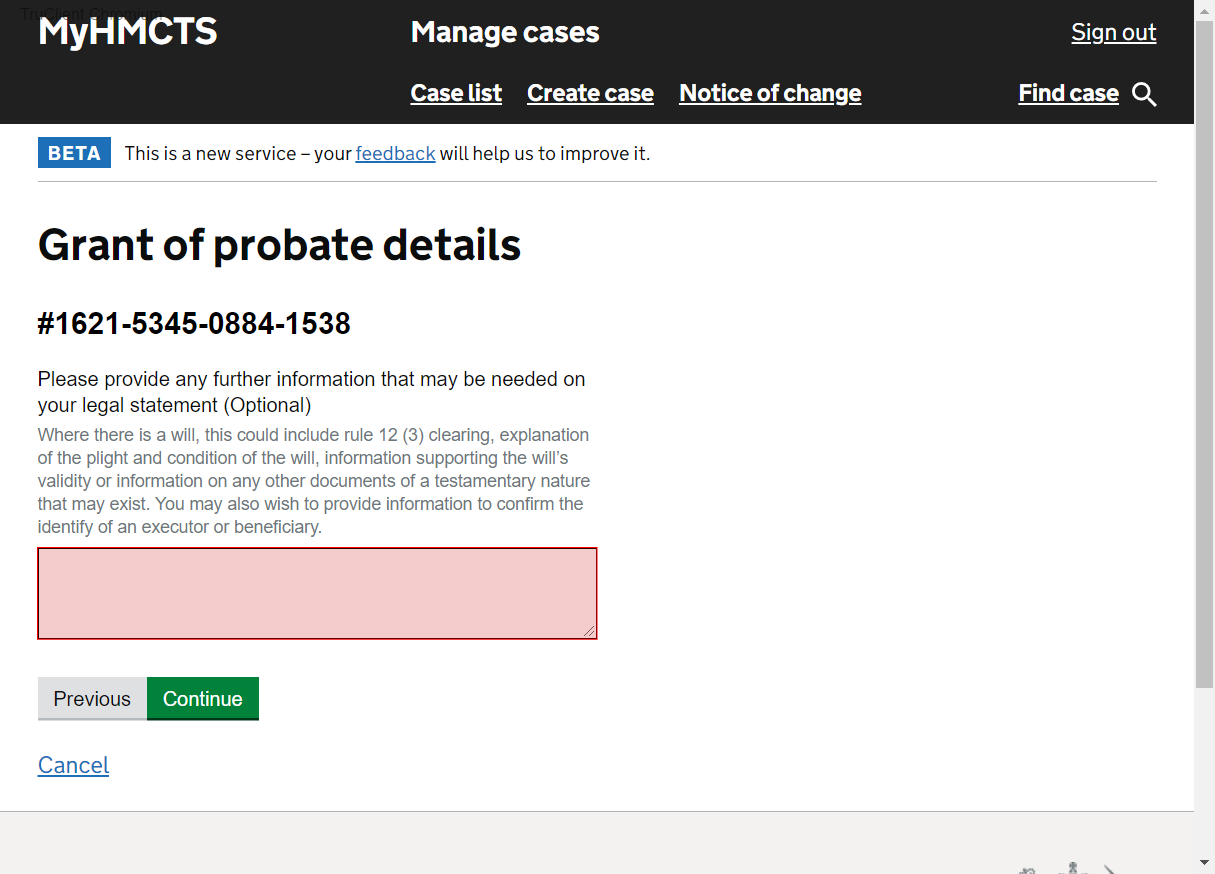 TruClient Chromium
MyHMCTS
Manage cases
Sign out
Case list
Create case
Notice of change
Find case
BETA
This is a new service – your feedback will help us to improve it.
Grant of probate details
#1621-5345-0884-1538
Please provide any further information that may be needed on
your legal statement (Optional)
Where there is a will, this could include rule 12 (3) clearing, explanation
of the plight and condition of the will, information supporting the will's
validity or information on any other documents of a testamentary nature
that may exist. You may also wish to provide information to confirm the
identify of an executor or beneficiary.
Previous
Continue
Cancel